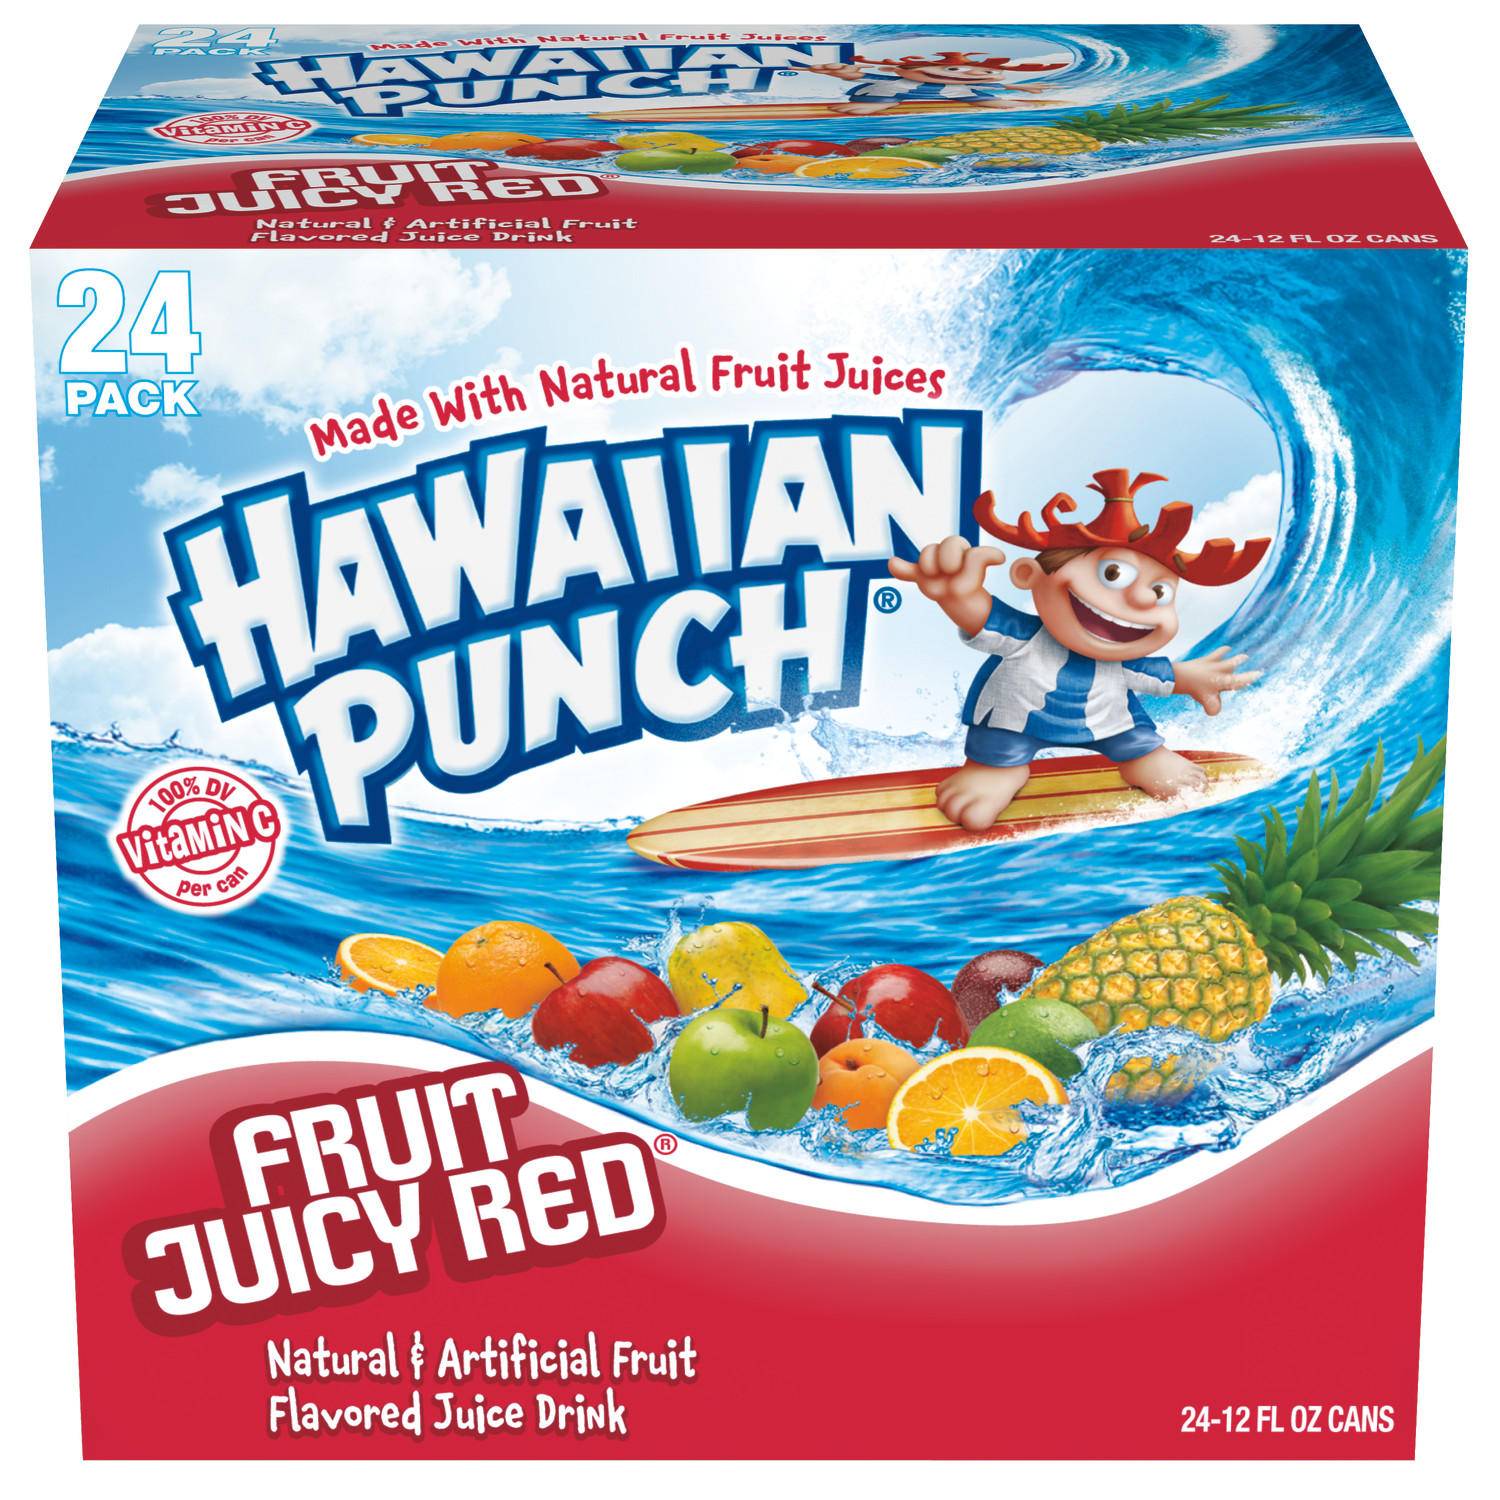 24
PACK
Made With Natural Fruit Juices
HAWAIIAN
PUNCH®
100% DV
Vitamin C
per can
FRUIT
JUICY RED®
Natural & Artificial Fruit
Flavored Juice Drink
24-12 FL OZ CANS
24
PACK
Made With Natural Fruit Juices
HAWAIIAN
PUNCH®
100% DV
VitaMiN C
per can
FRUIT
JUICY RED®
Natural & Artificial Fruit
Flavored Juice Drink
24-12 FL OZ CANS